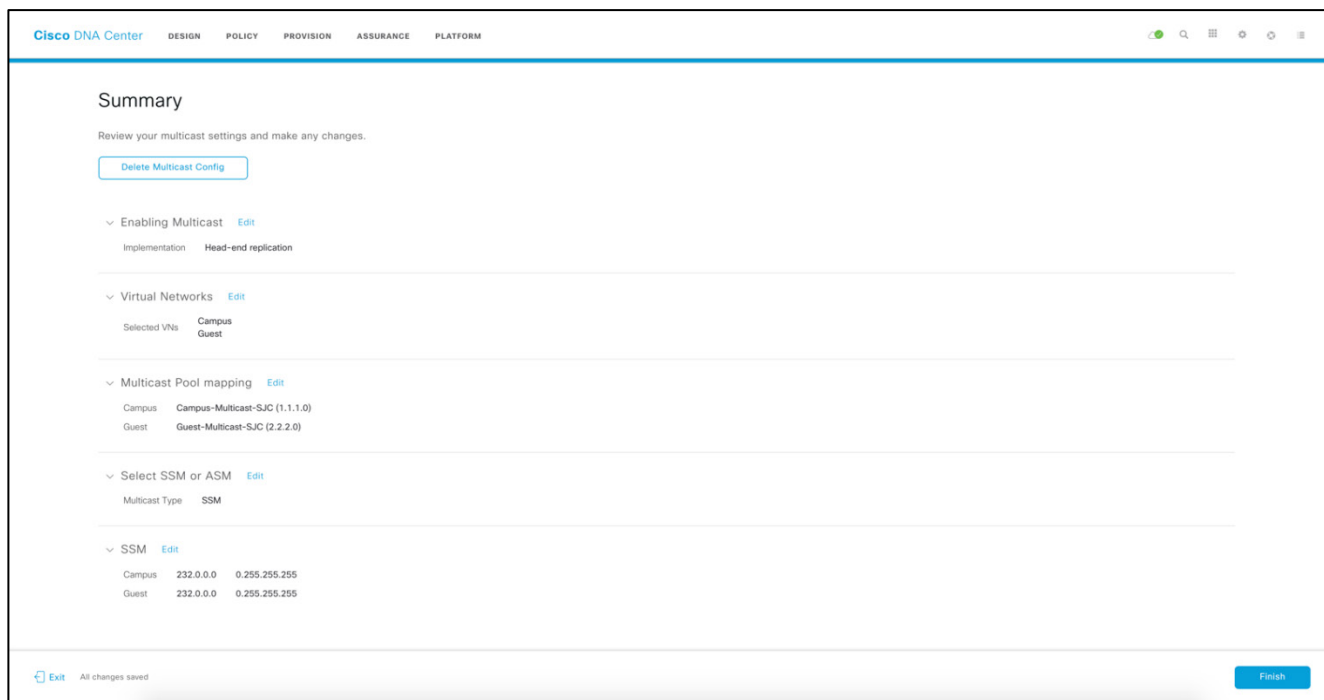 Cisco DNA Center DESIGN POLICY PROVISION ASSURANCE PLATFORM
Summary
Review your multicast settings and make any changes.
Delete Multicast Config
Enabling Multicast Edit
Implementation Head-end replication
Virtual Networks Edit
Selected VNs Campus
Guest
Multicast Pool mapping Edit
Campus Campus-Multicast-SJC (1.1.1.0)
Guest Guest-Multicast-SJC (2.2.2.0)
Select SSM or ASM Edit
Multicast Type SSM
SSM Edit
Campus 232.0.0.0 0.255.255.255
Guest 232.0.0.0 0.255.255.255
Exit All changes saved Finish